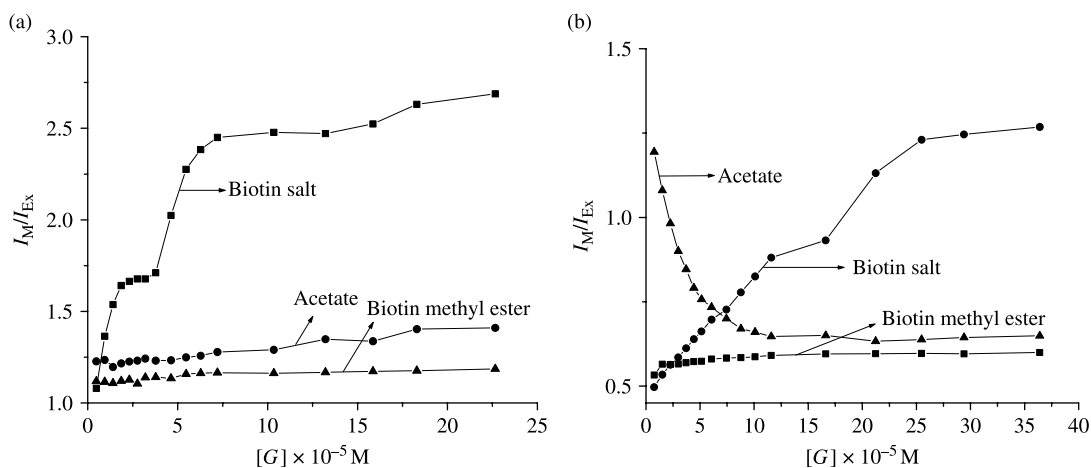 (a)
3.0
2.5
2.0
1.5
1.0
I_M/I_Ex
Biotin salt
Acetate
Biotin methyl ester
0 5 10 15 20 25
[G] × 10⁻⁵ M
(b)
1.5
1.0
0.5
I_M/I_Ex
Acetate
Biotin salt
Biotin methyl ester
0 5 10 15 20 25 30 35 40
[G] × 10⁻⁵ M